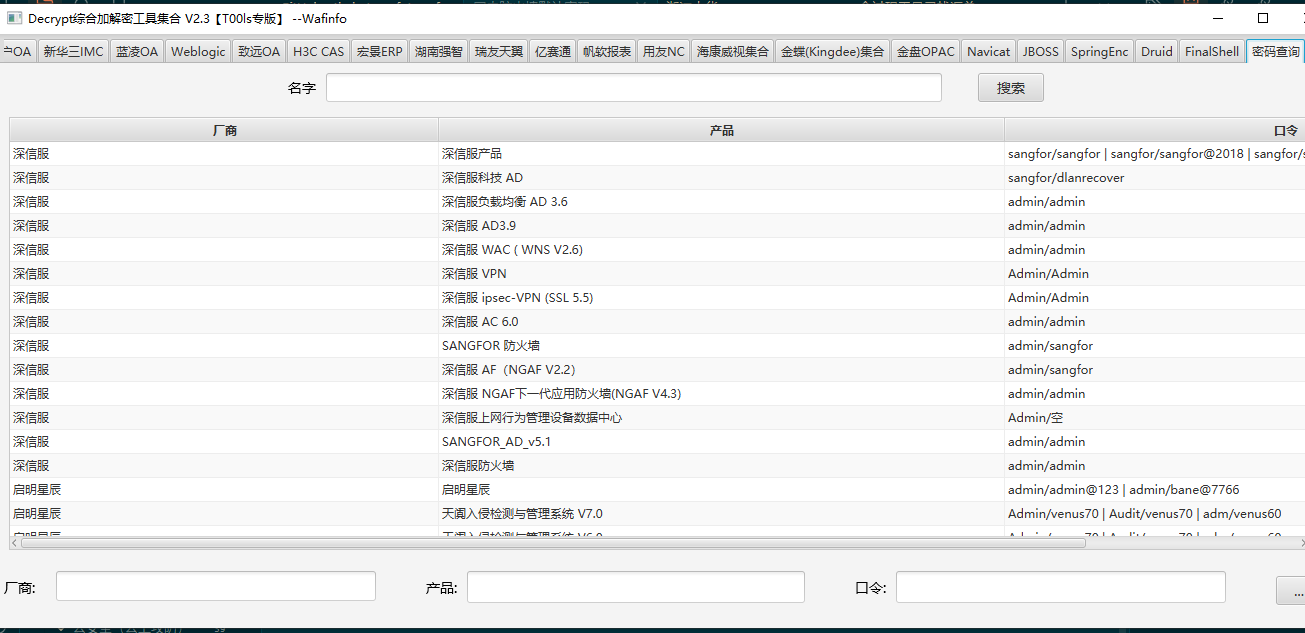 Decrypt综合加解密工具集合 V2.3【T00ls专版】 --Wafinfo
OA 新华三IMC 蓝凌OA Weblogic 致远OA H3C CAS 宏景ERP 湖南强智 瑞友天翼 亿赛通 帆软报表 用友NC 海康威视集合 金蝶(Kingdee)集合 金盘OPAC Navicat JBOSS SpringEnc Druid FinalShell 密码查询
名字 搜索
厂商 产品 口令
深信服 深信服产品 sangfor/sangfor | sangfor/sangfor@2018 | sangfor/s
深信服 深信服科技 AD sangfor/dlanrecover
深信服 深信服负载均衡 AD 3.6 admin/admin
深信服 深信服 AD3.9 admin/admin
深信服 深信服 WAC ( WNS V2.6) admin/admin
深信服 深信服 VPN Admin/Admin
深信服 深信服 ipsec-VPN (SSL 5.5) Admin/Admin
深信服 深信服 AC 6.0 admin/admin
深信服 SANGFOR 防火墙 admin/sangfor
深信服 深信服 AF（NGAF V2.2） admin/sangfor
深信服 深信服 NGAF下一代应用防火墙(NGAF V4.3) admin/admin
深信服 深信服上网行为管理设备数据中心 Admin/空
深信服 SANGFOR_AD_v5.1 admin/admin
深信服 深信服防火墙 admin/admin
启明星辰 启明星辰 admin/admin@123 | admin/bane@7766
启明星辰 天阗入侵检测与管理系统 V7.0 Admin/venus70 | Audit/venus70 | adm/venus60
厂商: 产品: 口令: ...